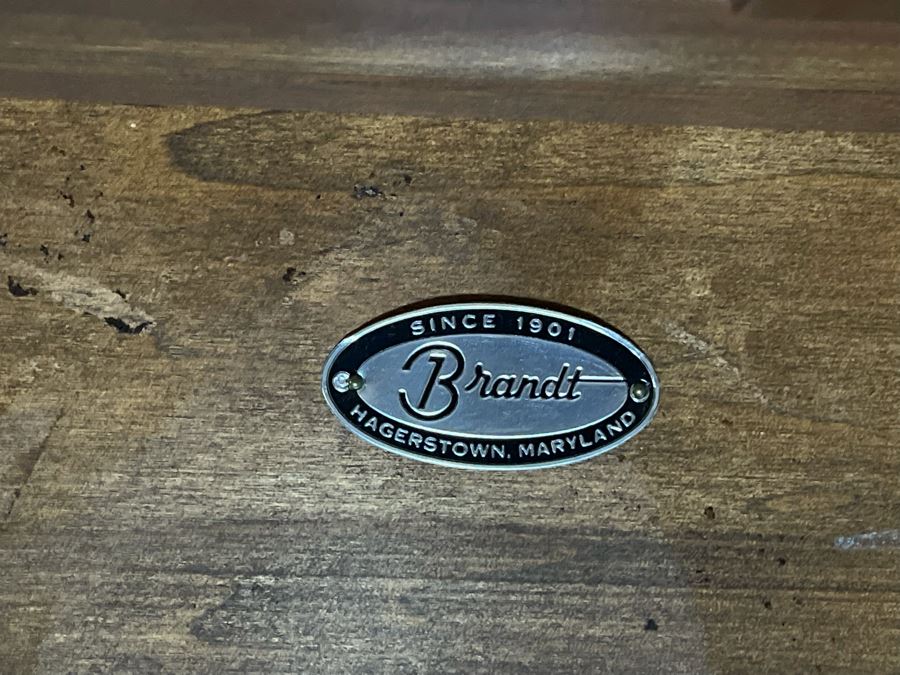 SINCE 1901
Brandt
HAGERSTOWN, MARYLAND